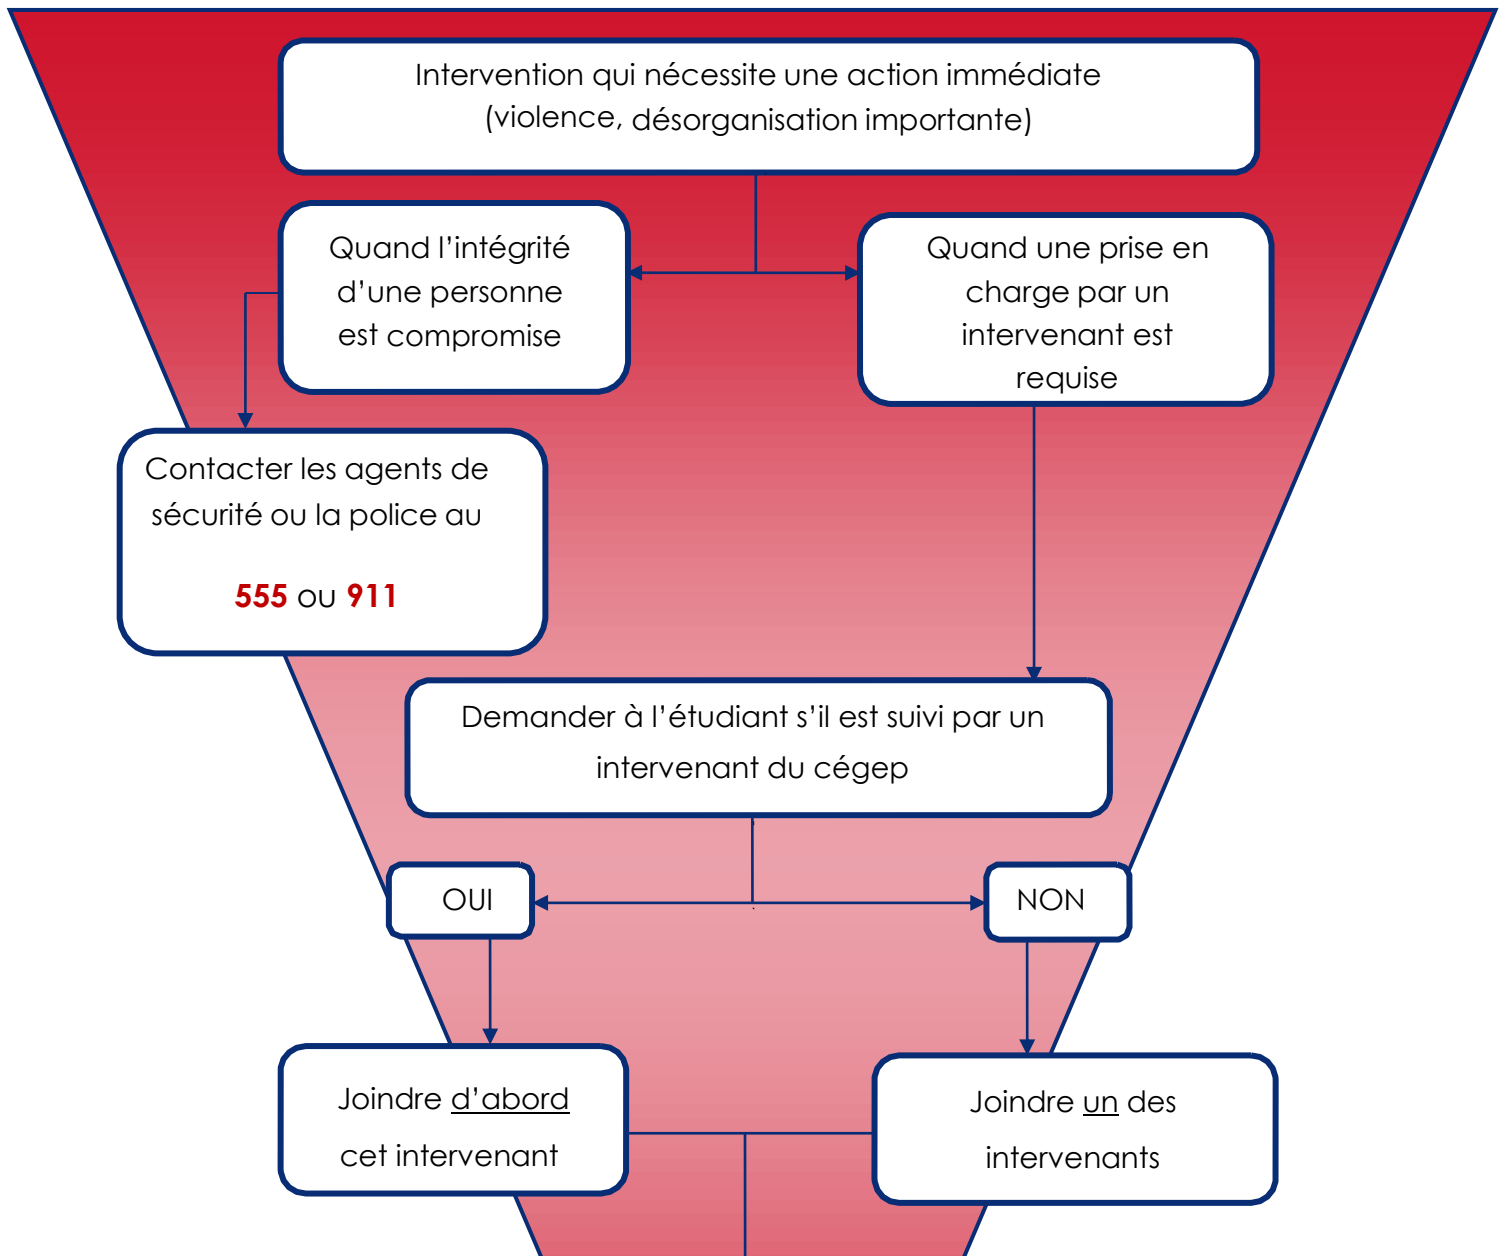 Intervention qui nécessite une action immédiate
(violence, désorganisation importante)
Quand l’intégrité
d’une personne
est compromise
Quand une prise en
charge par un
intervenant est
requise
Contacter les agents de
sécurité ou la police au
555 ou 911
Demander à l’étudiant s’il est suivi par un
intervenant du cégep
OUI
NON
Joindre d’abord
cet intervenant
Joindre un des
intervenants